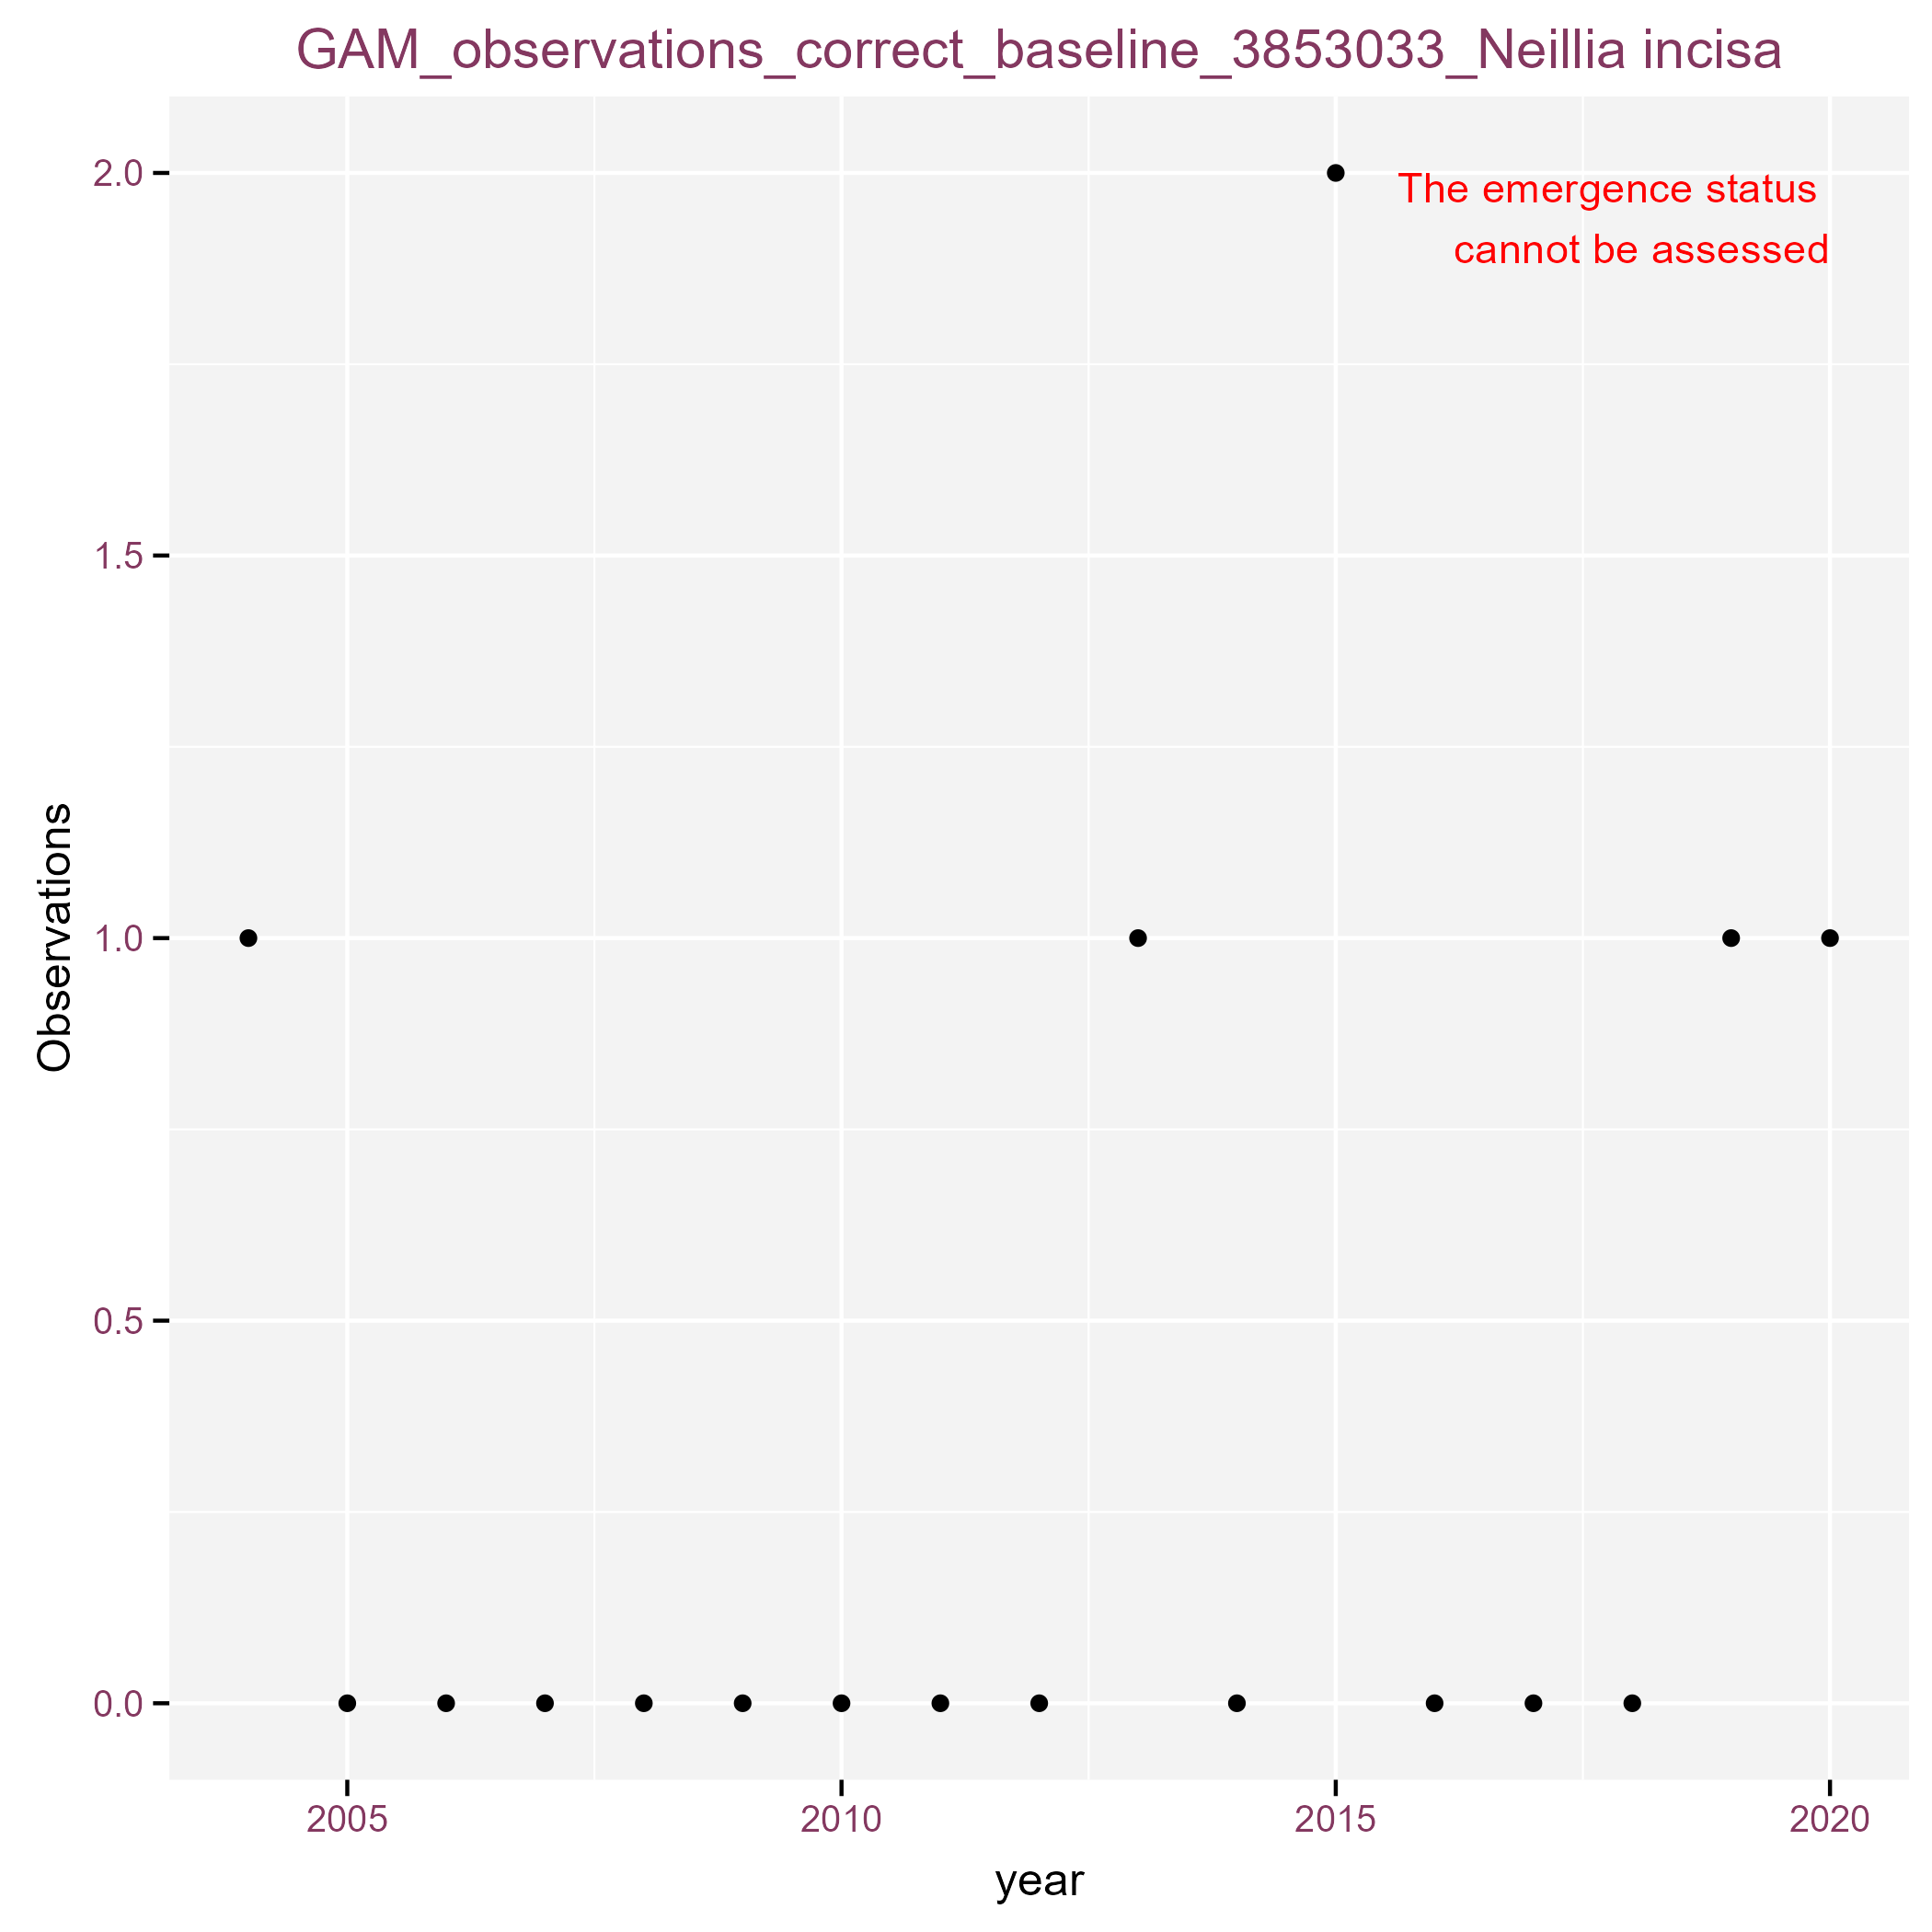 GAM_observations_correct_baseline_3853033_Neillia incisa
2.0
The emergence status
cannot be assessed
1.5
Observations
1.0
0.5
0.0
2005 2010 2015 2020
year